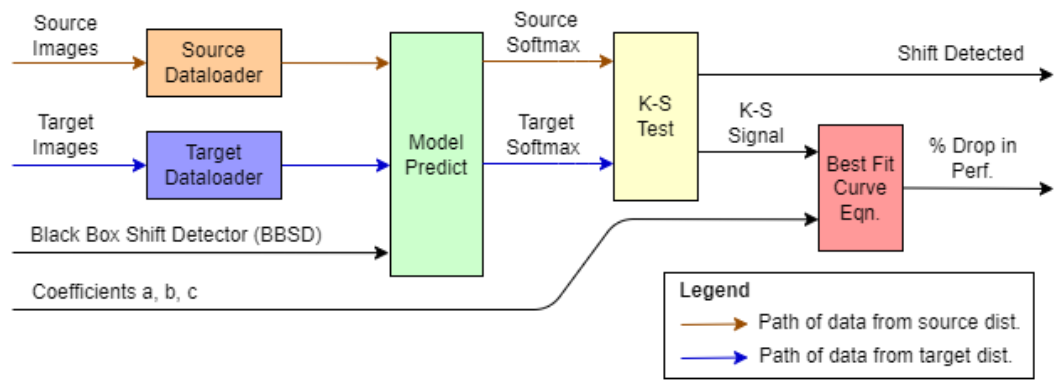 Source
Images
Source
Dataloader
Source
Softmax
Shift Detected
K-S
Test
Model
Predict
Target
Images
Target
Dataloader
Target
Softmax
K-S
Signal
Best Fit
Curve
Eqn.
% Drop in
Perf.
Black Box Shift Detector (BBSD)
Coefficients a, b, c
Legend
Path of data from source dist.
Path of data from target dist.